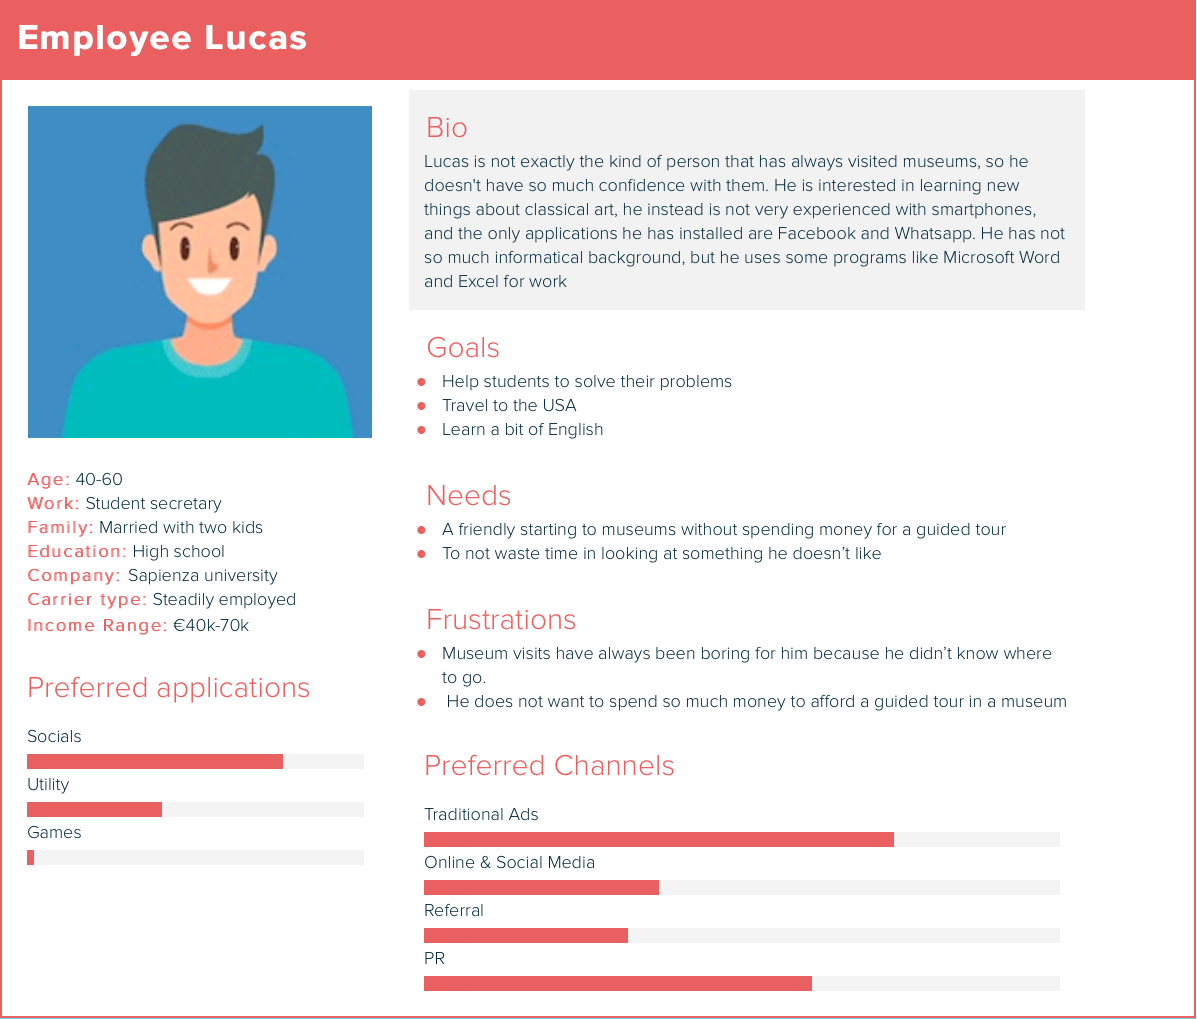 Employee Lucas
Age: 40-60
Work: Student secretary
Family: Married with two kids
Education: High school
Company: Sapienza university
Carrier type: Steadily employed
Income Range: €40k-70k
Preferred applications
Socials
Utility
Games
Bio
Lucas is not exactly the kind of person that has always visited museums, so he
doesn't have so much confidence with them. He is interested in learning new
things about classical art, he instead is not very experienced with smartphones,
and the only applications he has installed are Facebook and Whatsapp. He has not
so much informatical background, but he uses some programs like Microsoft Word
and Excel for work
Goals
● Help students to solve their problems
● Travel to the USA
● Learn a bit of English
Needs
● A friendly starting to museums without spending money for a guided tour
● To not waste time in looking at something he doesn’t like
Frustrations
● Museum visits have always been boring for him because he didn’t know where
to go.
● He does not want to spend so much money to afford a guided tour in a museum
Preferred Channels
Traditional Ads
Online & Social Media
Referral
PR